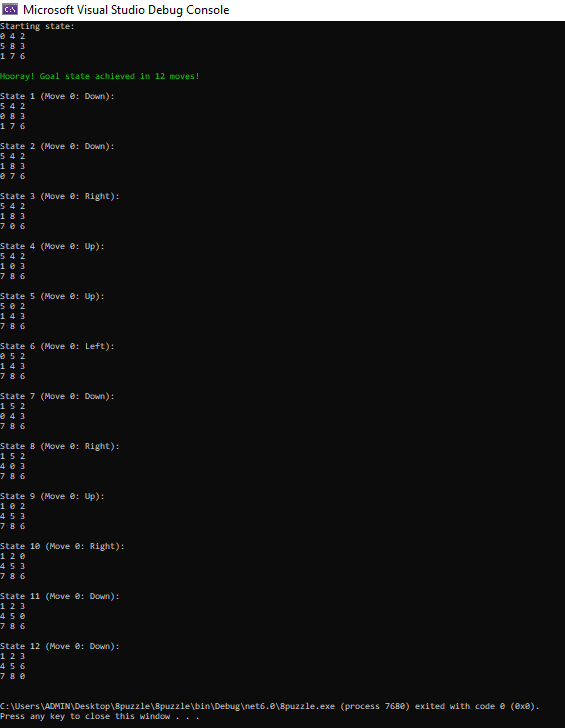 Microsoft Visual Studio Debug Console
Starting state:
0 4 2
5 8 3
1 7 6
Hooray! Goal state achieved in 12 moves!
State 1 (Move 0: Down):
5 4 2
0 8 3
1 7 6
State 2 (Move 0: Down):
5 4 2
1 8 3
0 7 6
State 3 (Move 0: Right):
5 4 2
1 8 3
7 0 6
State 4 (Move 0: Up):
5 4 2
1 0 3
7 8 6
State 5 (Move 0: Up):
5 0 2
1 4 3
7 8 6
State 6 (Move 0: Left):
0 5 2
1 4 3
7 8 6
State 7 (Move 0: Down):
1 5 2
0 4 3
7 8 6
State 8 (Move 0: Right):
1 5 2
4 0 3
7 8 6
State 9 (Move 0: Up):
1 0 2
4 5 3
7 8 6
State 10 (Move 0: Right):
1 2 0
4 5 3
7 8 6
State 11 (Move 0: Down):
1 2 3
4 5 0
7 8 6
State 12 (Move 0: Down):
1 2 3
4 5 6
7 8 0
C:\Users\ADMIN\Desktop\8puzzle\8puzzle\bin\Debug\net6.0\8puzzle.exe (process 7680) exited with code 0 (0x0).
Press any key to close this window . . .